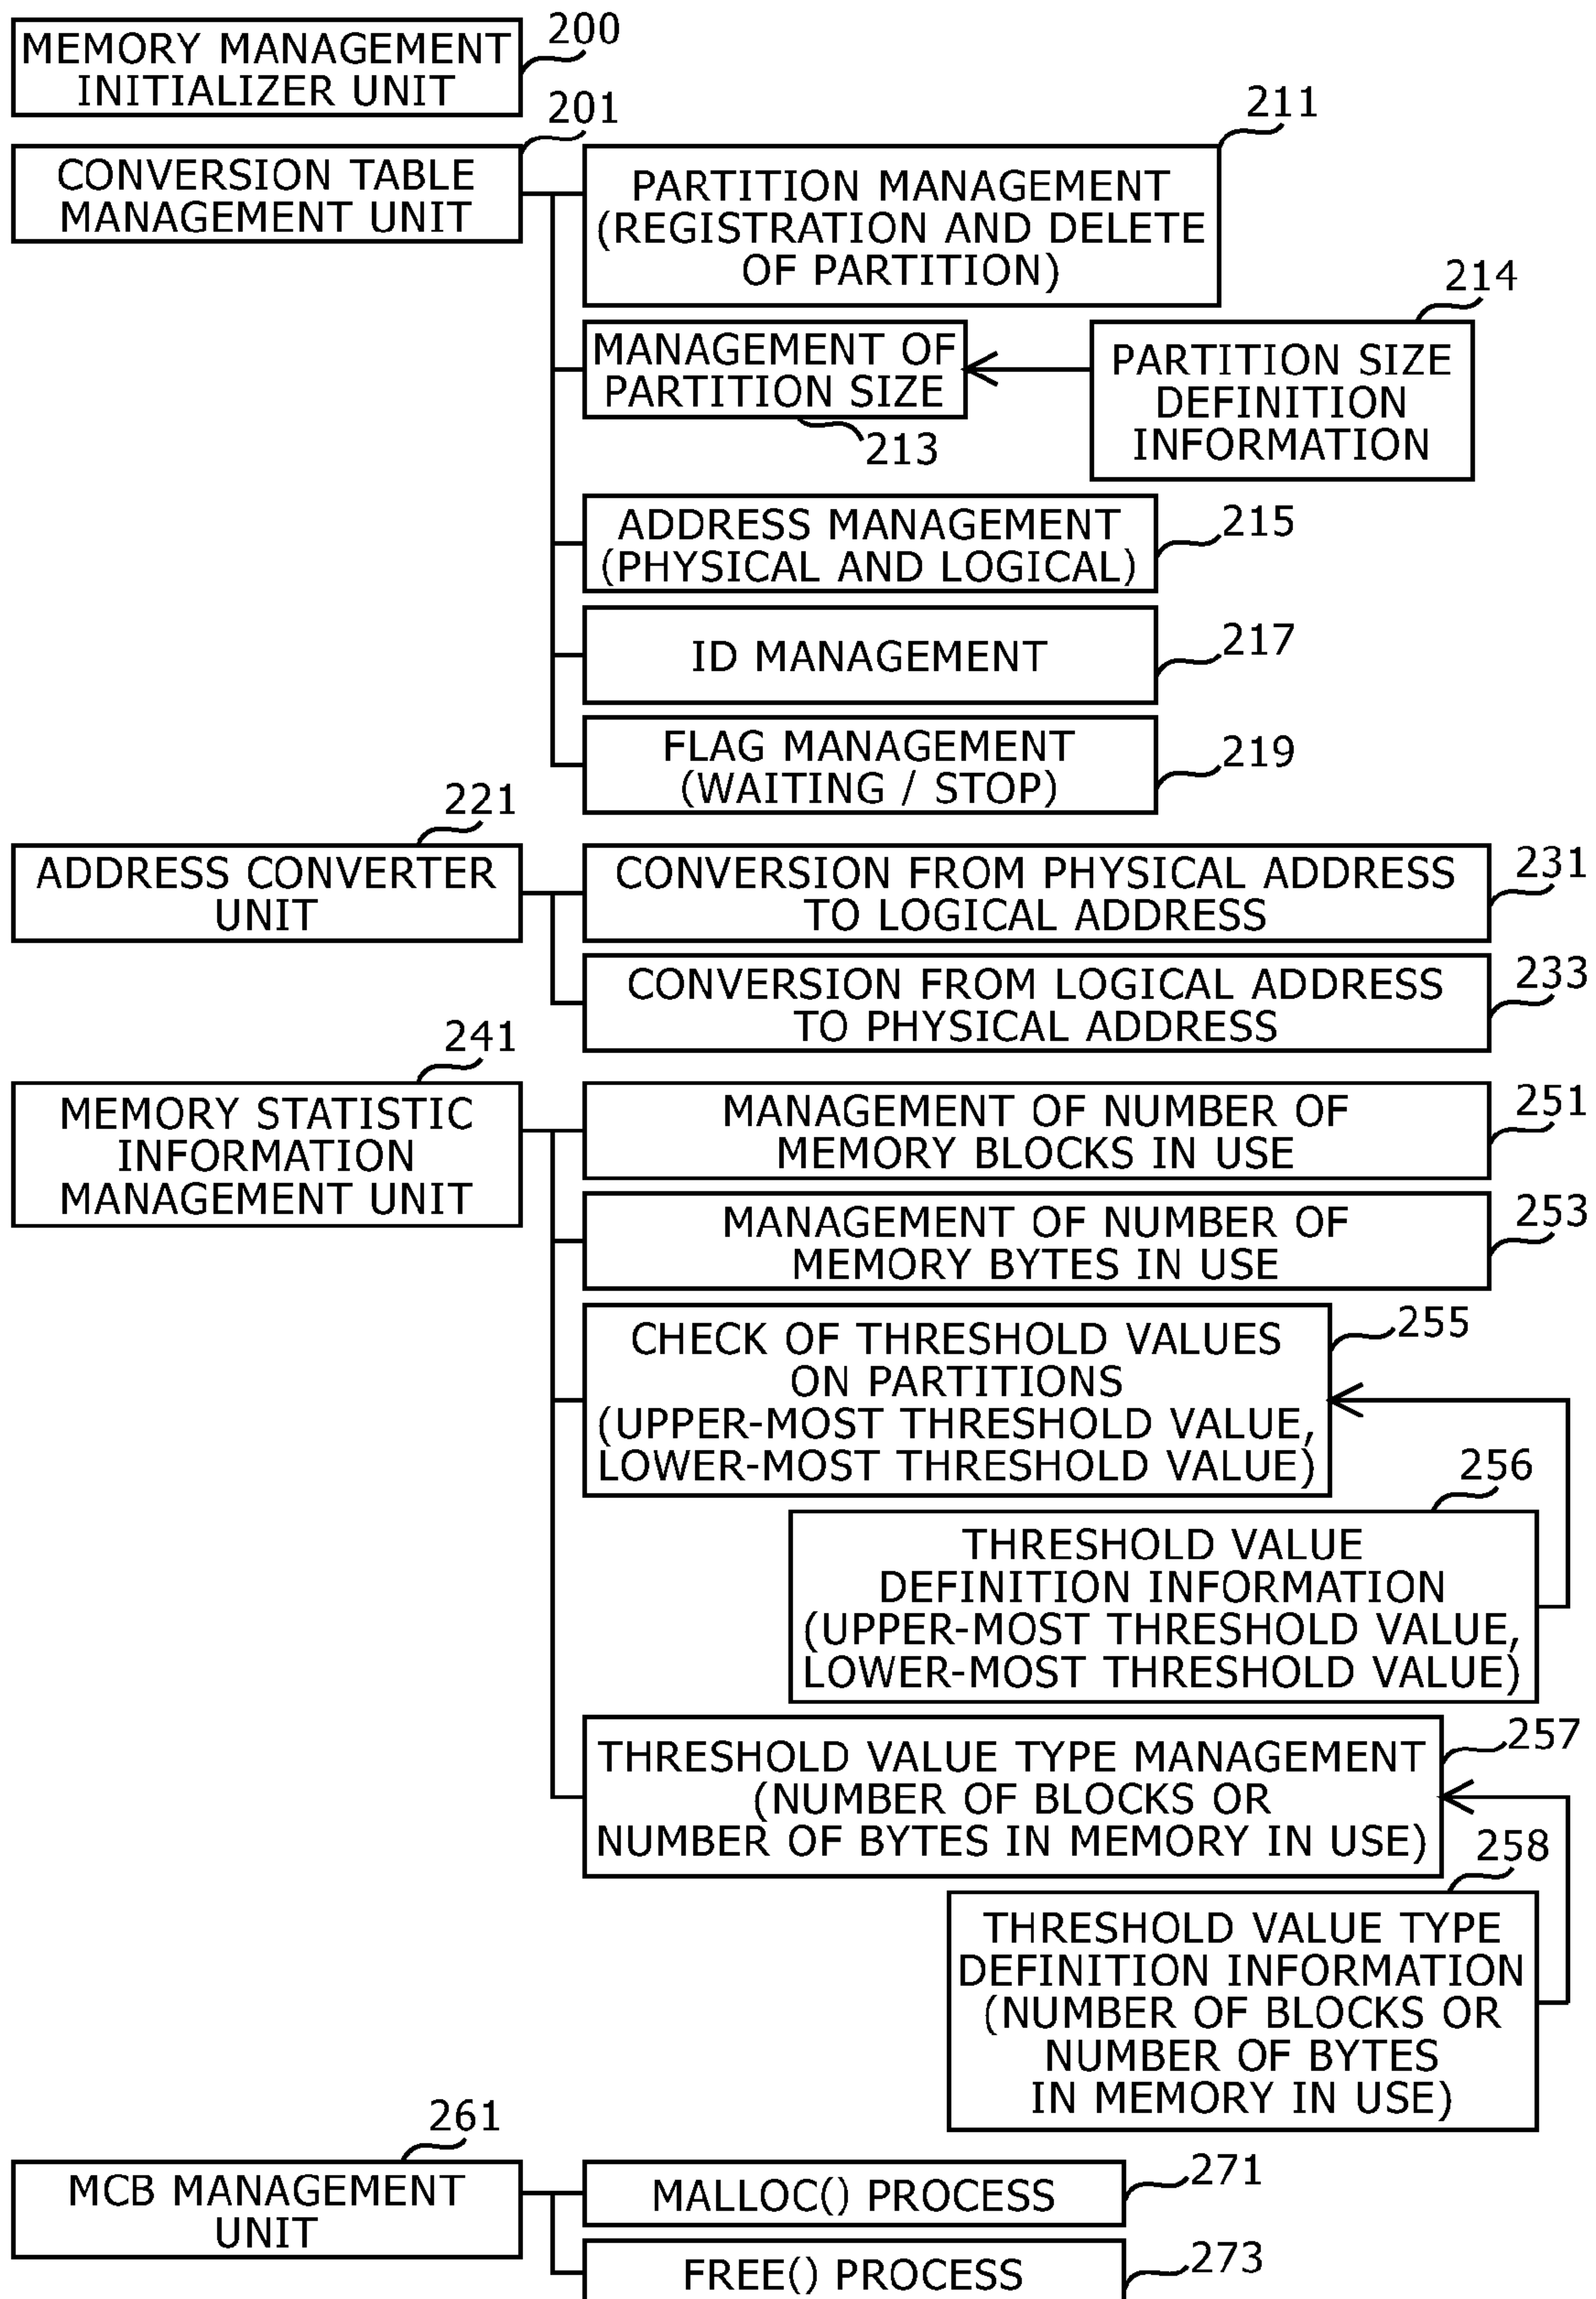 MEMORY MANAGEMENT
INITIALIZER UNIT
200
CONVERSION TABLE
MANAGEMENT UNIT
201
PARTITION MANAGEMENT
(REGISTRATION AND DELETE
OF PARTITION)
211
MANAGEMENT OF
PARTITION SIZE
213
PARTITION SIZE
DEFINITION
INFORMATION
214
ADDRESS MANAGEMENT
(PHYSICAL AND LOGICAL)
215
ID MANAGEMENT
217
FLAG MANAGEMENT
(WAITING / STOP)
219
221
ADDRESS CONVERTER
UNIT
CONVERSION FROM PHYSICAL ADDRESS
TO LOGICAL ADDRESS
231
CONVERSION FROM LOGICAL ADDRESS
TO PHYSICAL ADDRESS
233
241
MEMORY STATISTIC
INFORMATION
MANAGEMENT UNIT
MANAGEMENT OF NUMBER OF
MEMORY BLOCKS IN USE
251
MANAGEMENT OF NUMBER OF
MEMORY BYTES IN USE
253
CHECK OF THRESHOLD VALUES
ON PARTITIONS
(UPPER-MOST THRESHOLD VALUE,
LOWER-MOST THRESHOLD VALUE)
255
256
THRESHOLD VALUE
DEFINITION INFORMATION
(UPPER-MOST THRESHOLD VALUE,
LOWER-MOST THRESHOLD VALUE)
THRESHOLD VALUE TYPE MANAGEMENT
(NUMBER OF BLOCKS OR
NUMBER OF BYTES IN MEMORY IN USE)
257
258
THRESHOLD VALUE TYPE
DEFINITION INFORMATION
(NUMBER OF BLOCKS OR
NUMBER OF BYTES
IN MEMORY IN USE)
261
MCB MANAGEMENT
UNIT
MALLOC() PROCESS
271
FREE() PROCESS
273